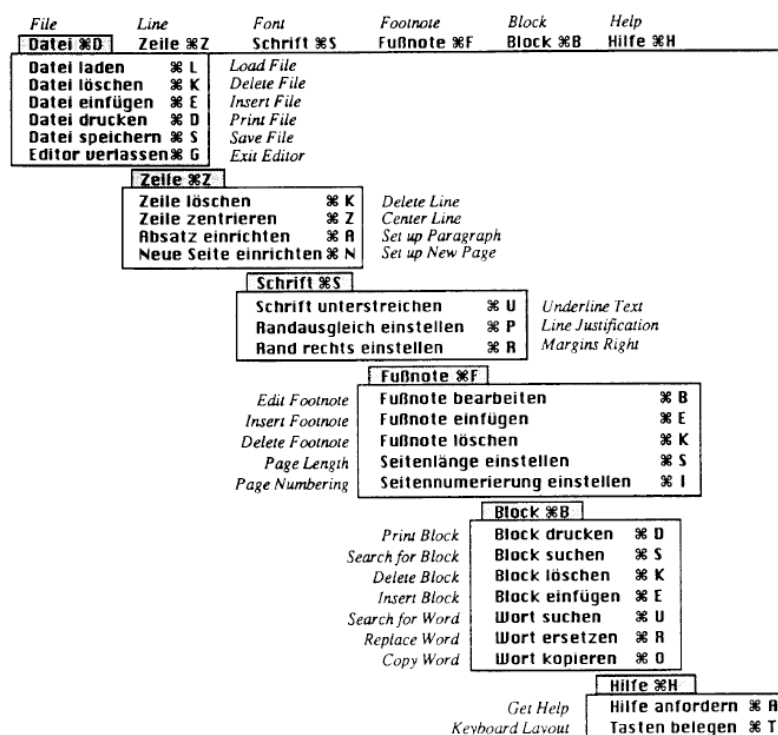 File Line Font Footnote Block Help
Datei ⌘D Zeile ⌘Z Schrift ⌘S Fußnote ⌘F Block ⌘B Hilfe ⌘H
Datei laden ⌘ L Load File
Datei löschen ⌘ K Delete File
Datei einfügen ⌘ E Insert File
Datei drucken ⌘ D Print File
Datei speichern ⌘ S Save File
Editor verlassen ⌘ G Exit Editor
Zeile ⌘Z
Zeile löschen ⌘ K Delete Line
Zeile zentrieren ⌘ Z Center Line
Absatz einrichten ⌘ A Set up Paragraph
Neue Seite einrichten ⌘ N Set up New Page
Schrift ⌘S
Schrift unterstreichen ⌘ U Underline Text
Randausgleich einstellen ⌘ P Line Justification
Rand rechts einstellen ⌘ R Margins Right
Fußnote ⌘F
Edit Footnote Fußnote bearbeiten ⌘ B
Insert Footnote Fußnote einfügen ⌘ E
Delete Footnote Fußnote löschen ⌘ K
Page Length Seitenlänge einstellen ⌘ S
Page Numbering Seitennumerierung einstellen ⌘ I
Block ⌘B
Print Block Block drucken ⌘ D
Search for Block Block suchen ⌘ S
Delete Block Block löschen ⌘ K
Insert Block Block einfügen ⌘ E
Search for Word Wort suchen ⌘ U
Replace Word Wort ersetzen ⌘ R
Copy Word Wort kopieren ⌘ O
Hilfe ⌘H
Get Help Hilfe anfordern ⌘ A
Keyboard Layout Tasten belegen ⌘ T